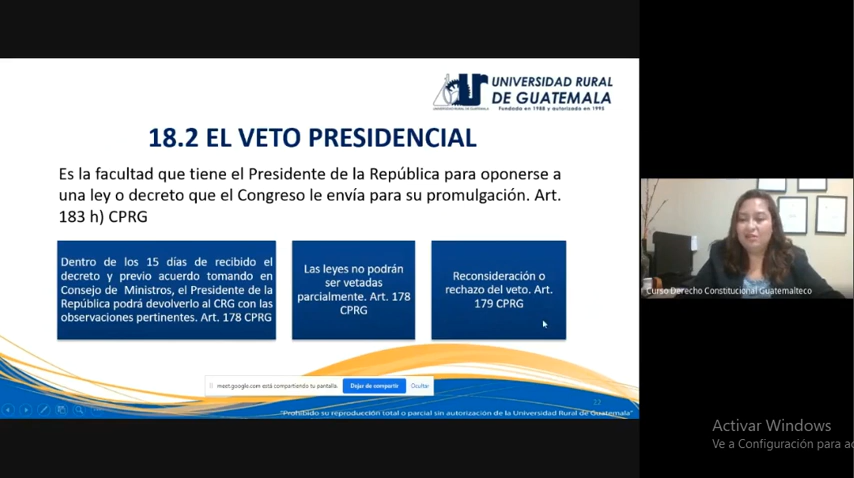 UNIVERSIDAD RURAL
DE GUATEMALA
Fundada en 1988 y autorizada en 1995
18.2 EL VETO PRESIDENCIAL
Es la facultad que tiene el Presidente de la República para oponerse a
una ley o decreto que el Congreso le envía para su promulgación. Art.
183 h) CPRG
Dentro de los 15 días de recibido el
decreto y previo acuerdo tomando en
Consejo de Ministros, el Presidente de la
República podrá devolverlo al CRG con las
observaciones pertinentes. Art. 178 CPRG
Las leyes no podrán
ser vetadas
parcialmente. Art. 178
CPRG
Reconsideración o
rechazo del veto. Art.
179 CPRG
Curso Derecho Constitucional Guatemalteco
meet.google.com está compartiendo tu pantalla.
Dejar de compartir
Ocultar
22
"Prohibido su reproducción total o parcial sin autorización de la Universidad Rural de Guatemala"
Activar Windows
Ve a Configuración para ac